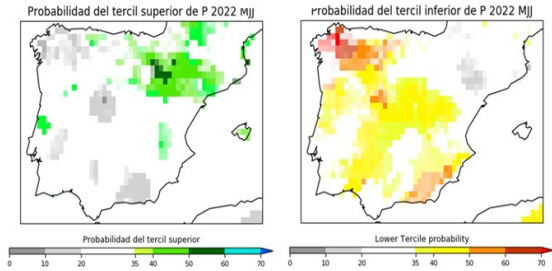 Probabilidad del tercil superior de P 2022 MJJ
Probabilidad del tercil inferior de P 2022 MJJ
Probabilidad del tercil superior
0 10 20 35 40 50 60 70
Lower Tercile probability
0 10 20 35 40 50 60 70